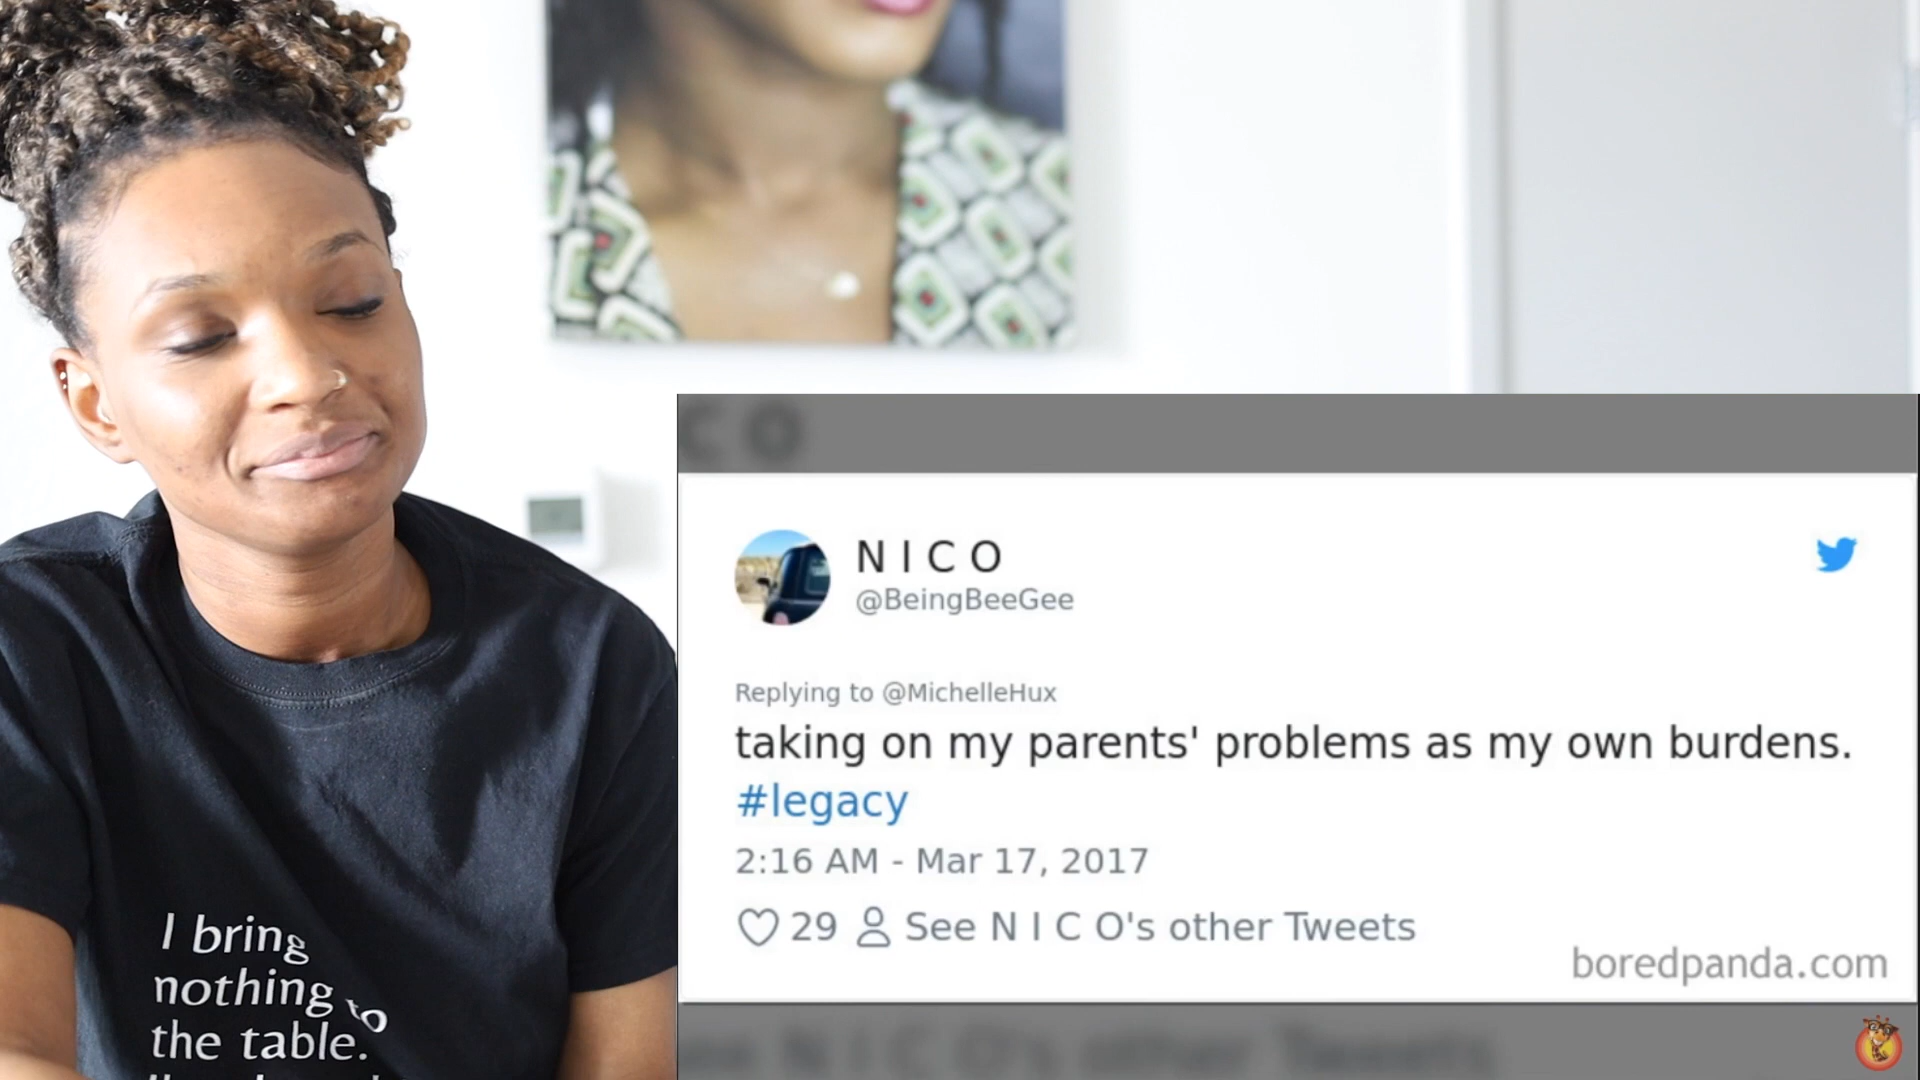 N I C O
@BeingBeeGee
Replying to @MichelleHux
taking on my parents' problems as my own burdens.
#legacy
2:16 AM - Mar 17, 2017
29 See N I C O's other Tweets
boredpanda.com
I bring
nothing to
the table.